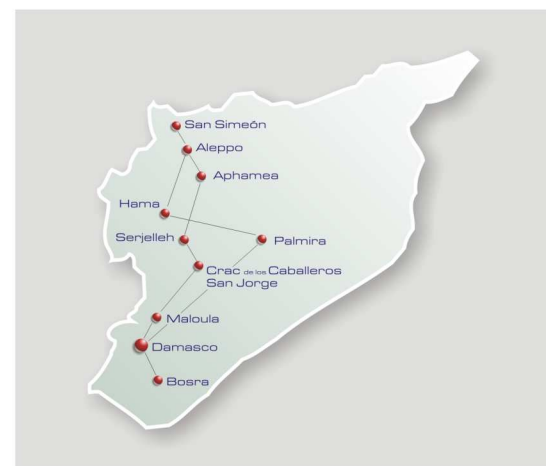 San Simeón
Aleppo
Aphamea
Hama
Serjelleh
Palmira
Crac de los Caballeros
San Jorge
Maloula
Damasco
Bosra